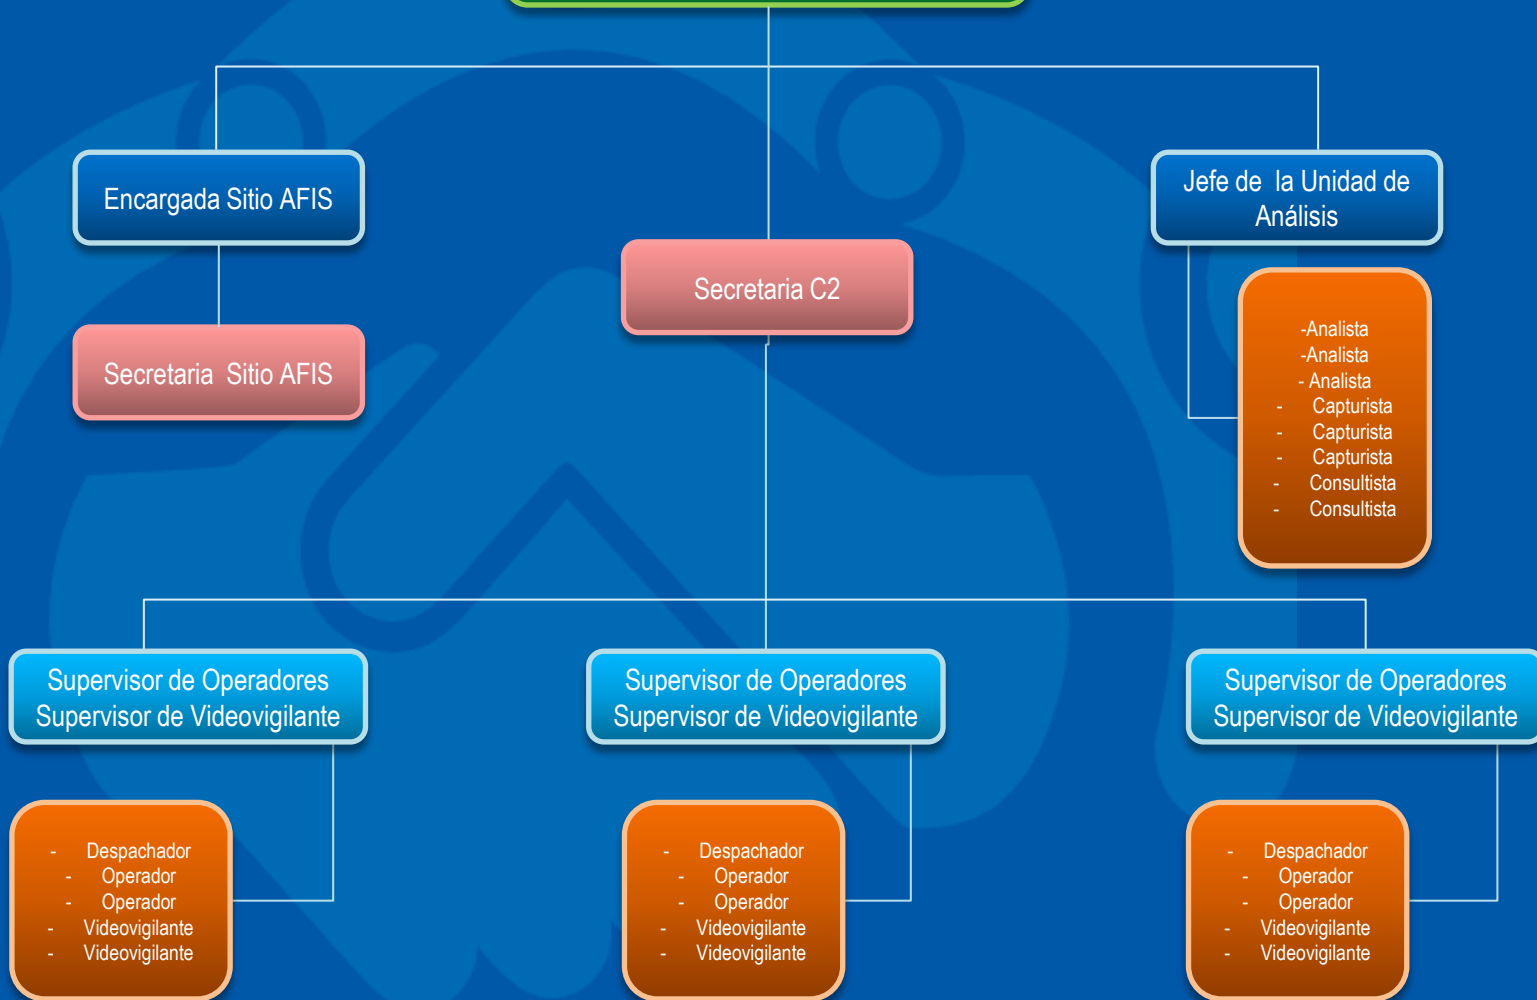 Encargada Sitio AFIS
Jefe de la Unidad de
Análisis
Secretaria C2
Secretaria Sitio AFIS
-Analista
-Analista
- Analista
- Capturista
- Capturista
- Capturista
- Consultista
- Consultista
Supervisor de Operadores
Supervisor de Videovigilante
Supervisor de Operadores
Supervisor de Videovigilante
Supervisor de Operadores
Supervisor de Videovigilante
- Despachador
- Operador
- Operador
- Videovigilante
- Videovigilante
- Despachador
- Operador
- Operador
- Videovigilante
- Videovigilante
- Despachador
- Operador
- Operador
- Videovigilante
- Videovigilante